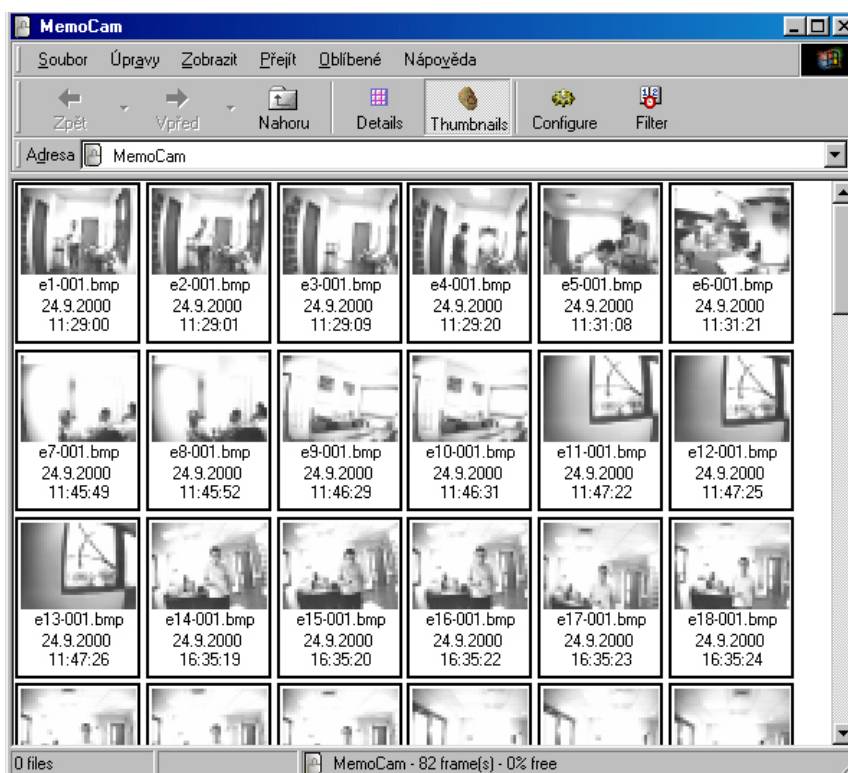 MemoCam
Soubor Úpravy Zobrazit Přejít Oblíbené Nápověda
Zpět Vpřed Nahoru Details Thumbnails Configure Filter
Adresa MemoCam
e1-001.bmp e2-001.bmp e3-001.bmp e4-001.bmp e5-001.bmp e6-001.bmp
24.9.2000 24.9.2000 24.9.2000 24.9.2000 24.9.2000 24.9.2000
11:29:00 11:29:01 11:29:09 11:29:20 11:31:08 11:31:21
e7-001.bmp e8-001.bmp e9-001.bmp e10-001.bmp e11-001.bmp e12-001.bmp
24.9.2000 24.9.2000 24.9.2000 24.9.2000 24.9.2000 24.9.2000
11:45:49 11:45:52 11:46:29 11:46:31 11:47:22 11:47:25
e13-001.bmp e14-001.bmp e15-001.bmp e16-001.bmp e17-001.bmp e18-001.bmp
24.9.2000 24.9.2000 24.9.2000 24.9.2000 24.9.2000 24.9.2000
11:47:26 16:35:19 16:35:20 16:35:22 16:35:23 16:35:24
0 files MemoCam - 82 frame(s) - 0% free